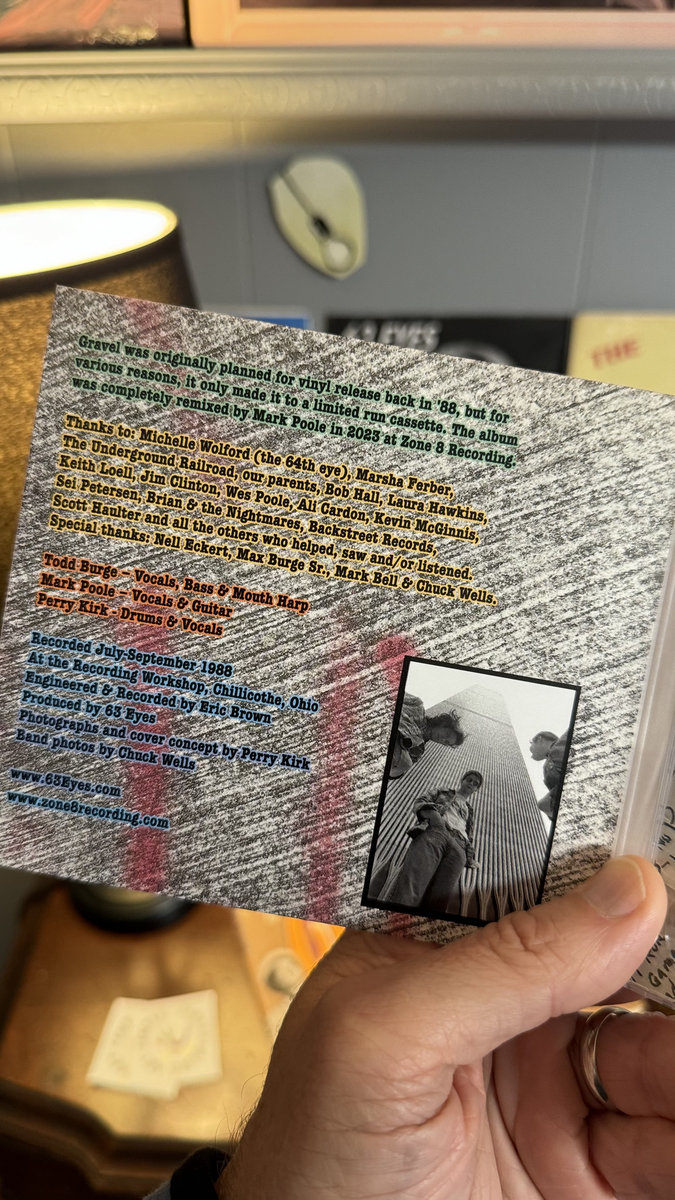 63 EYES
THE
Gravel was originally planned for vinyl release back in '88, but for
various reasons, it only made it to a limited run cassette. The album
was completely remixed by Mark Poole in 2023 at Zone 8 Recording.
Thanks to: Michelle Wolford (the 64th eye), Marsha Ferber,
The Underground Railroad, our parents, Bob Hall, Laura Hawkins,
Keith Loell, Jim Clinton, Wes Poole, Ali Cardon, Kevin McGinnis,
Sei Petersen, Brian & the Nightmares, Backstreet Records,
Scott Haulter and all the others who helped, saw and/or listened.
Special thanks: Nell Eckert, Max Burge Sr., Mark Bell & Chuck Wells.
Todd Burge – Vocals, Bass & Mouth Harp
Mark Poole – Vocals & Guitar
Perry Kirk - Drums & Vocals
Recorded July-September 1988
At the Recording Workshop, Chillicothe, Ohio
Engineered & Recorded by Eric Brown
Produced by 63 Eyes
Photographs and cover concept by Perry Kirk
Band photos by Chuck Wells
www.63Eyes.com
www.zone8recording.com